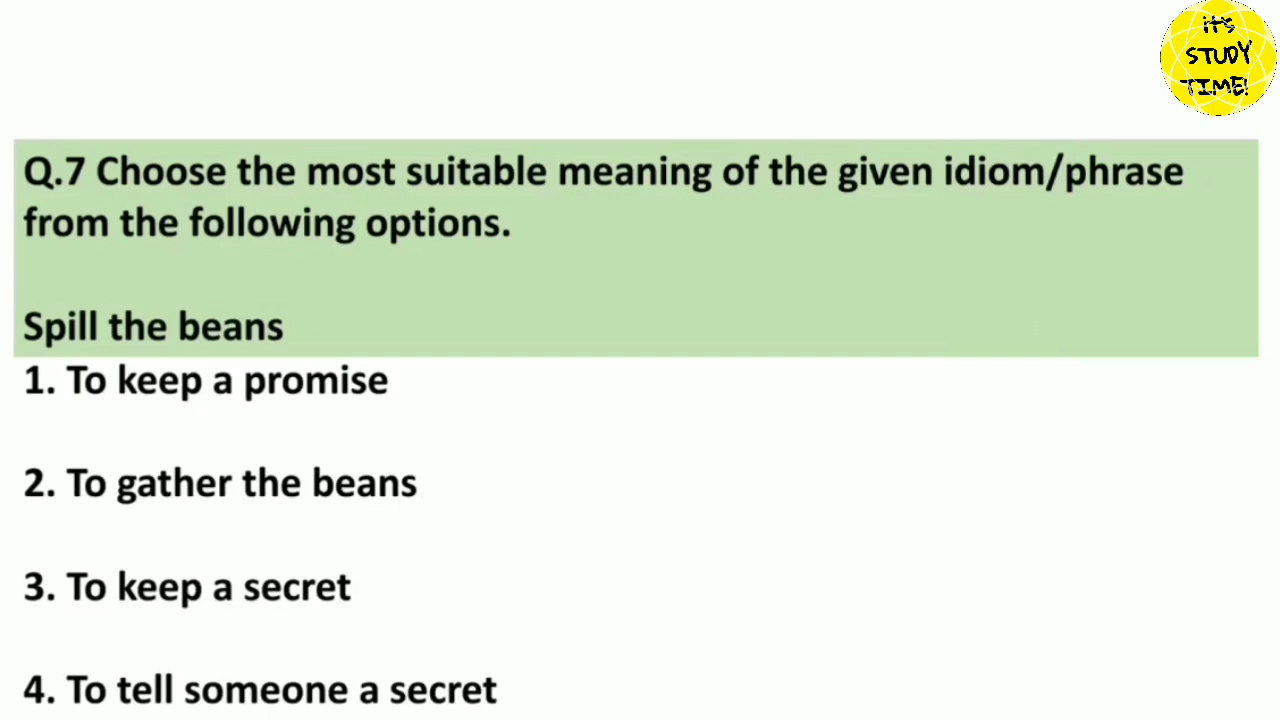 iT's
STUDY
TIME!
Q.7 Choose the most suitable meaning of the given idiom/phrase
from the following options.
Spill the beans
1. To keep a promise
2. To gather the beans
3. To keep a secret
4. To tell someone a secret